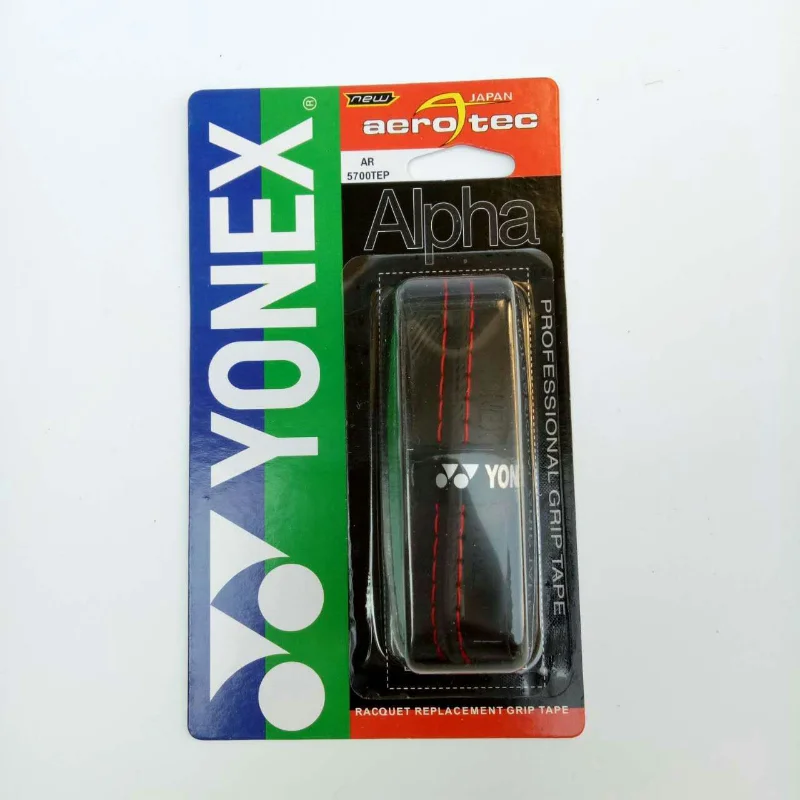 YONEX®
new
JAPAN
aerotec
AR
5700TEP
Alpha
PROFESSIONAL GRIP TAPE
YON
RACQUET REPLACEMENT GRIP TAPE